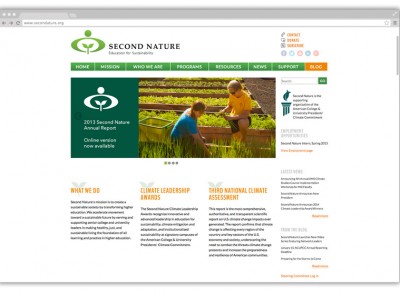 www.secondnature.org
SECOND NATURE
Education for Sustainability
CONTACT
DONATE
SUBSCRIBE
HOME
MISSION
WHO WE ARE
PROGRAMS
RESOURCES
NEWS
SUPPORT
BLOG
2013 Second Nature
Annual Report
Online version
now available
Search
GO
Second Nature is the
supporting
organization of the
American College &
University Presidents'
Climate Commitment.
EMPLOYMENT
OPPORTUNITIES
LATEST NEWS
Read more
FROM THE BLOG
Read more
WHAT WE DO
Second Nature's mission is to create a
sustainable society by transforming higher
education. We accelerate movement
toward a sustainable future by serving and
supporting senior college and university
leaders in making healthy, just, and
sustainable living the foundation of all
learning and practice in higher education.
CLIMATE LEADERSHIP
AWARDS
The Second Nature Climate Leadership
Awards recognize innovative and
advanced leadership in education for
sustainability, climate mitigation and
adaptation, and institutionalized
sustainability at signatory campuses of
the American College & University
Presidents' Climate Commitment.
THIRD NATIONAL CLIMATE
ASSESSMENT
This report is the most comprehensive,
authoritative, transparent scientific
report on U.S. climate change impacts ever
generated. The report confirms that climate
change is affecting every region of the
country and key sectors of the U.S.
economy and society, underscoring the
need to combat the threats climate change
presents and increase the preparedness
and resilience of American communities.